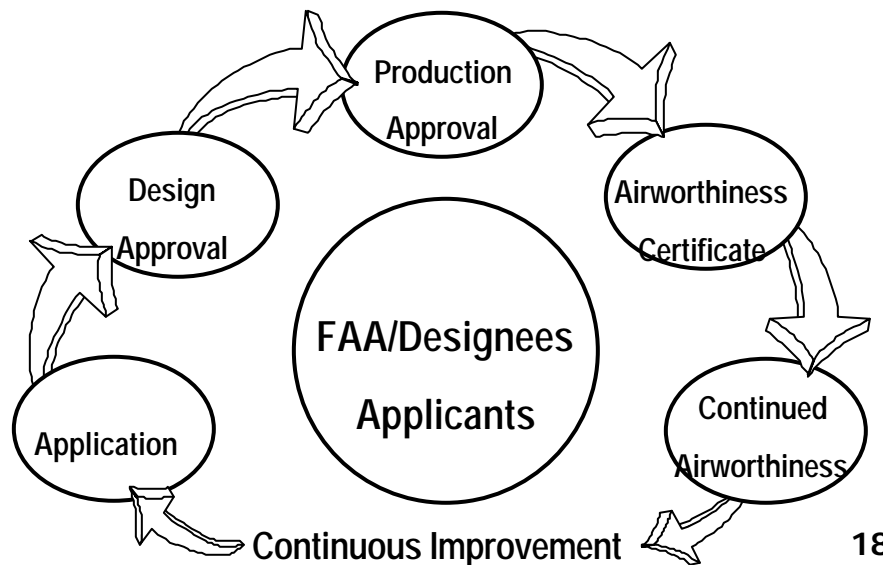 Production
Approval
Design
Approval
Airworthiness
Certificate
FAA/Designees
Applicants
Application
Continued
Airworthiness
Continuous Improvement
18